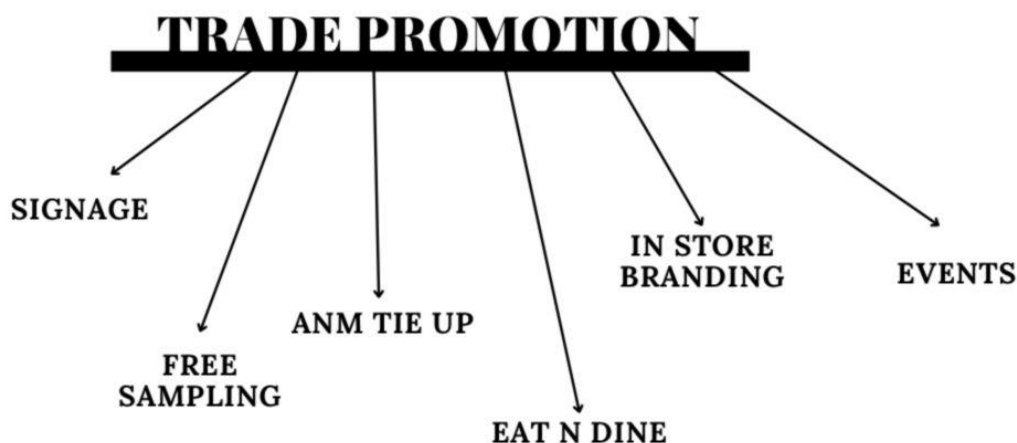 TRADE PROMOTION
SIGNAGE
FREE
SAMPLING
ANM TIE UP
EAT N DINE
IN STORE
BRANDING
EVENTS